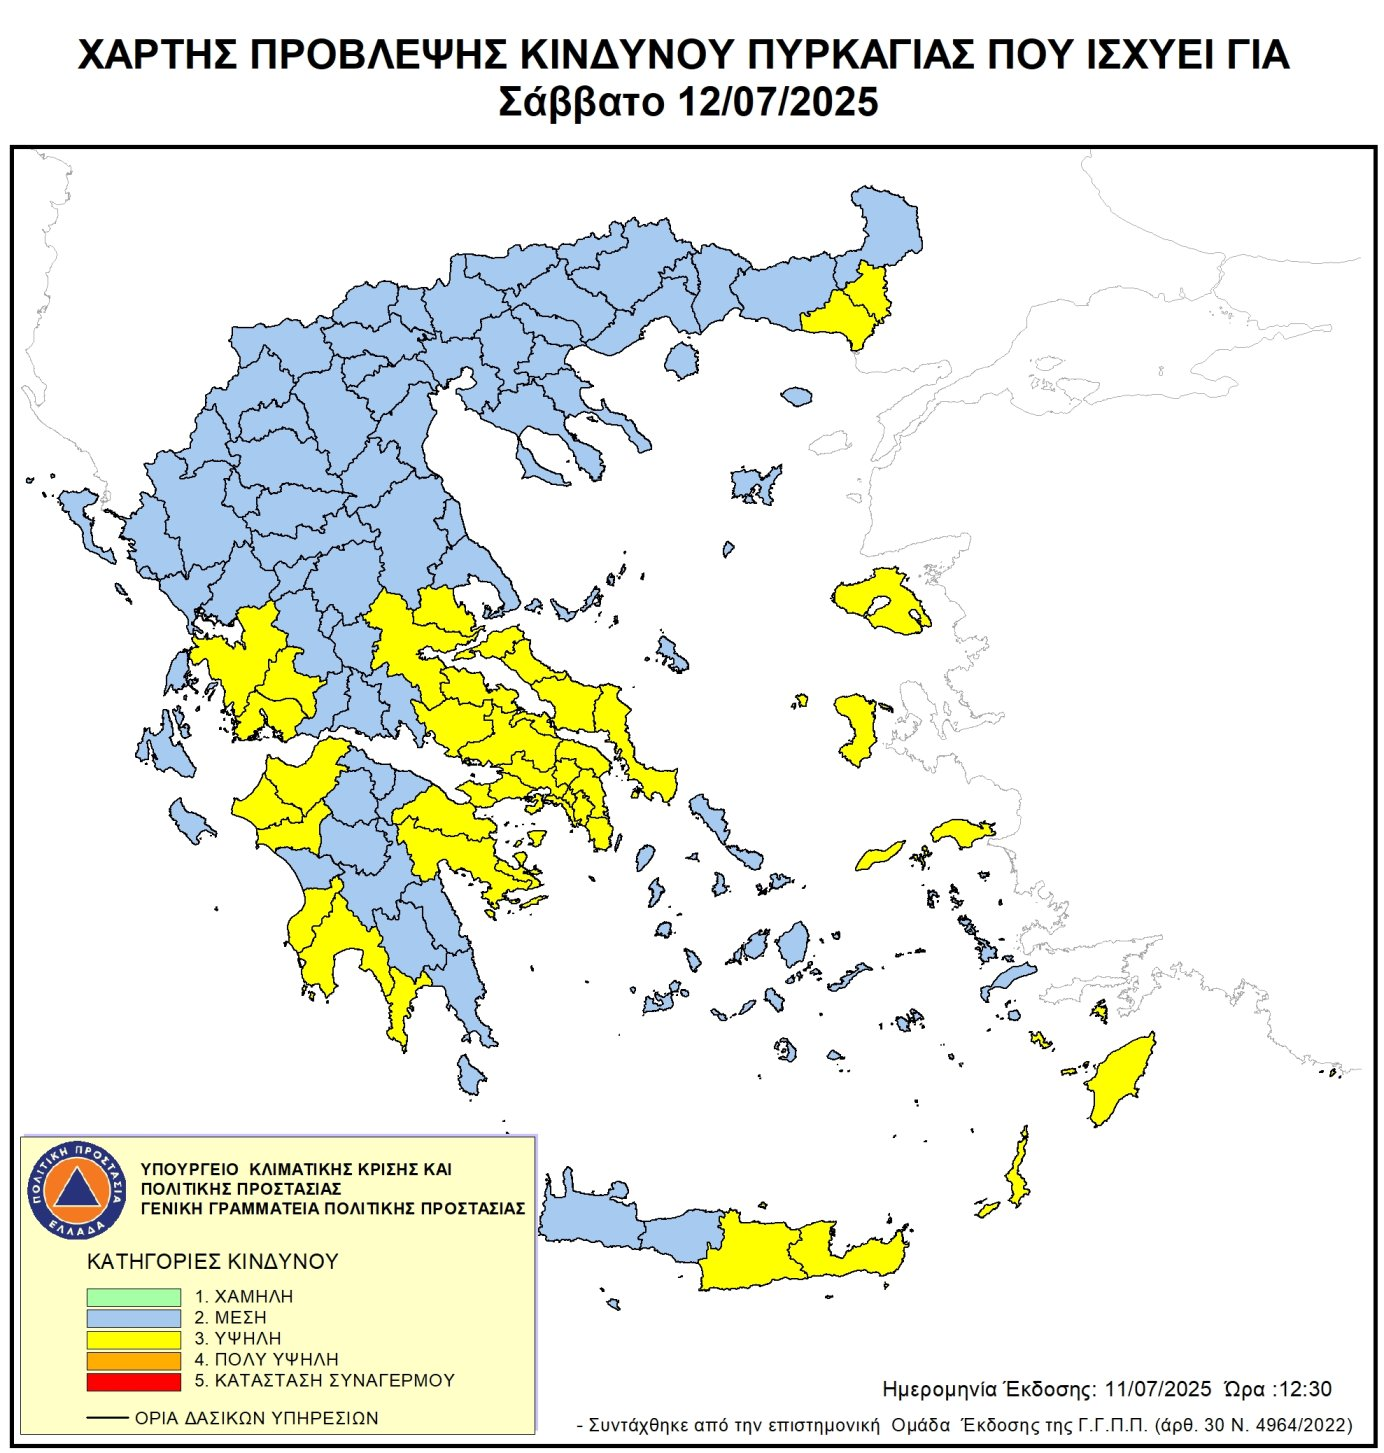 ΧΑΡΤΗΣ ΠΡΟΒΛΕΨΗΣ ΚΙΝΔΥΝΟΥ ΠΥΡΚΑΓΙΑΣ ΠΟΥ ΙΣΧΥΕΙ ΓΙΑ
Σάββατο 12/07/2025
ΠΟΛΙΤΙΚΗ ΠΡΟΣΤΑΣΙΑ
ΕΛΛΑΔΑ
ΥΠΟΥΡΓΕΙΟ ΚΛΙΜΑΤΙΚΗΣ ΚΡΙΣΗΣ ΚΑΙ
ΠΟΛΙΤΙΚΗΣ ΠΡΟΣΤΑΣΙΑΣ
ΓΕΝΙΚΗ ΓΡΑΜΜΑΤΕΙΑ ΠΟΛΙΤΙΚΗΣ ΠΡΟΣΤΑΣΙΑΣ
ΚΑΤΗΓΟΡΙΕΣ ΚΙΝΔΥΝΟΥ
1. ΧΑΜΗΛΗ
2. ΜΕΣΗ
3. ΥΨΗΛΗ
4. ΠΟΛΥ ΥΨΗΛΗ
5. ΚΑΤΑΣΤΑΣΗ ΣΥΝΑΓΕΡΜΟΥ
ΟΡΙΑ ΔΑΣΙΚΩΝ ΥΠΗΡΕΣΙΩΝ
Ημερομηνία Έκδοσης: 11/07/2025 Ώρα :12:30
- Συντάχθηκε από την επιστημονική Ομάδα Έκδοσης της Γ.Γ.Π.Π. (άρθ. 30 Ν. 4964/2022)